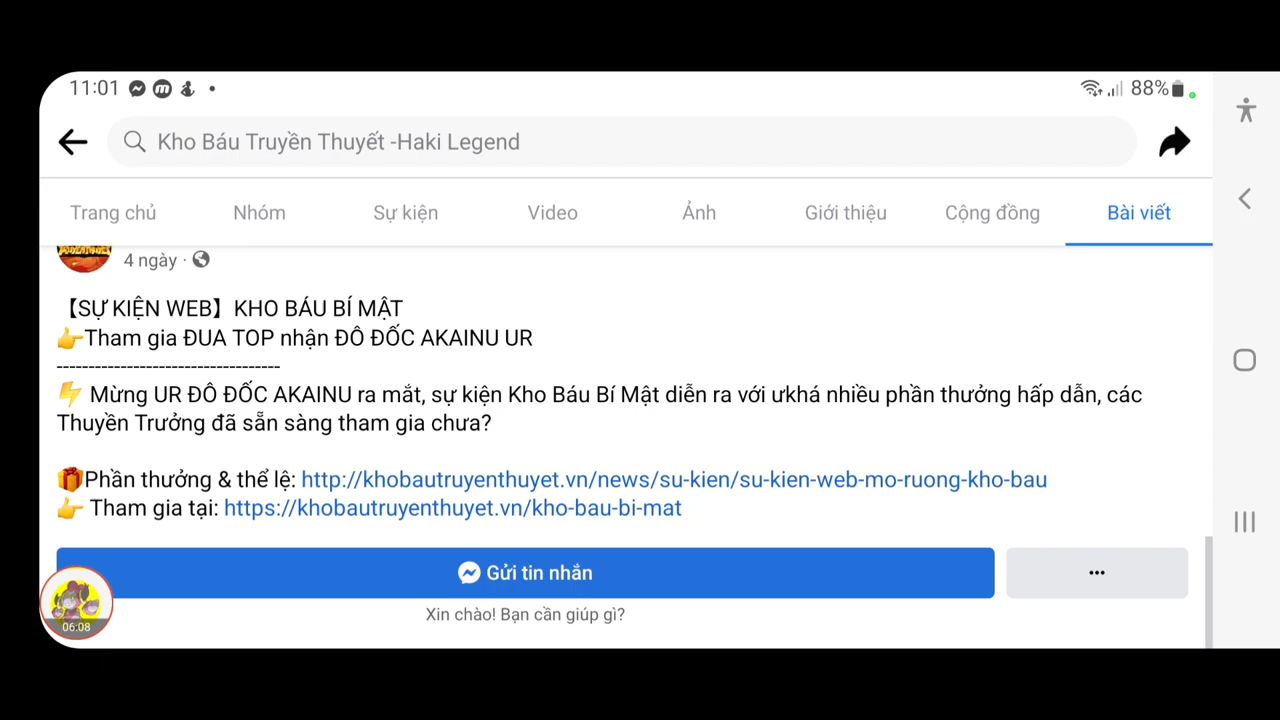 11:01
88%
Kho Báu Truyền Thuyết -Haki Legend
Trang chủ Nhóm Sự kiện Video Ảnh Giới thiệu Cộng đồng Bài viết
4 ngày ·
【SỰ KIỆN WEB】KHO BÁU BÍ MẬT
👉Tham gia ĐUA TOP nhận ĐÔ ĐỐC AKAINU UR
----------------------------------
⚡ Mừng UR ĐÔ ĐỐC AKAINU ra mắt, sự kiện Kho Báu Bí Mật diễn ra với ưkhá nhiều phần thưởng hấp dẫn, các
Thuyền Trưởng đã sẵn sàng tham gia chưa?
🎁Phần thưởng & thể lệ: http://khobautruyenthuyet.vn/news/su-kien/su-kien-web-mo-ruong-kho-bau
👉 Tham gia tại: https://khobautruyenthuyet.vn/kho-bau-bi-mat
Gửi tin nhắn
Xin chào! Bạn cần giúp gì?
06:08